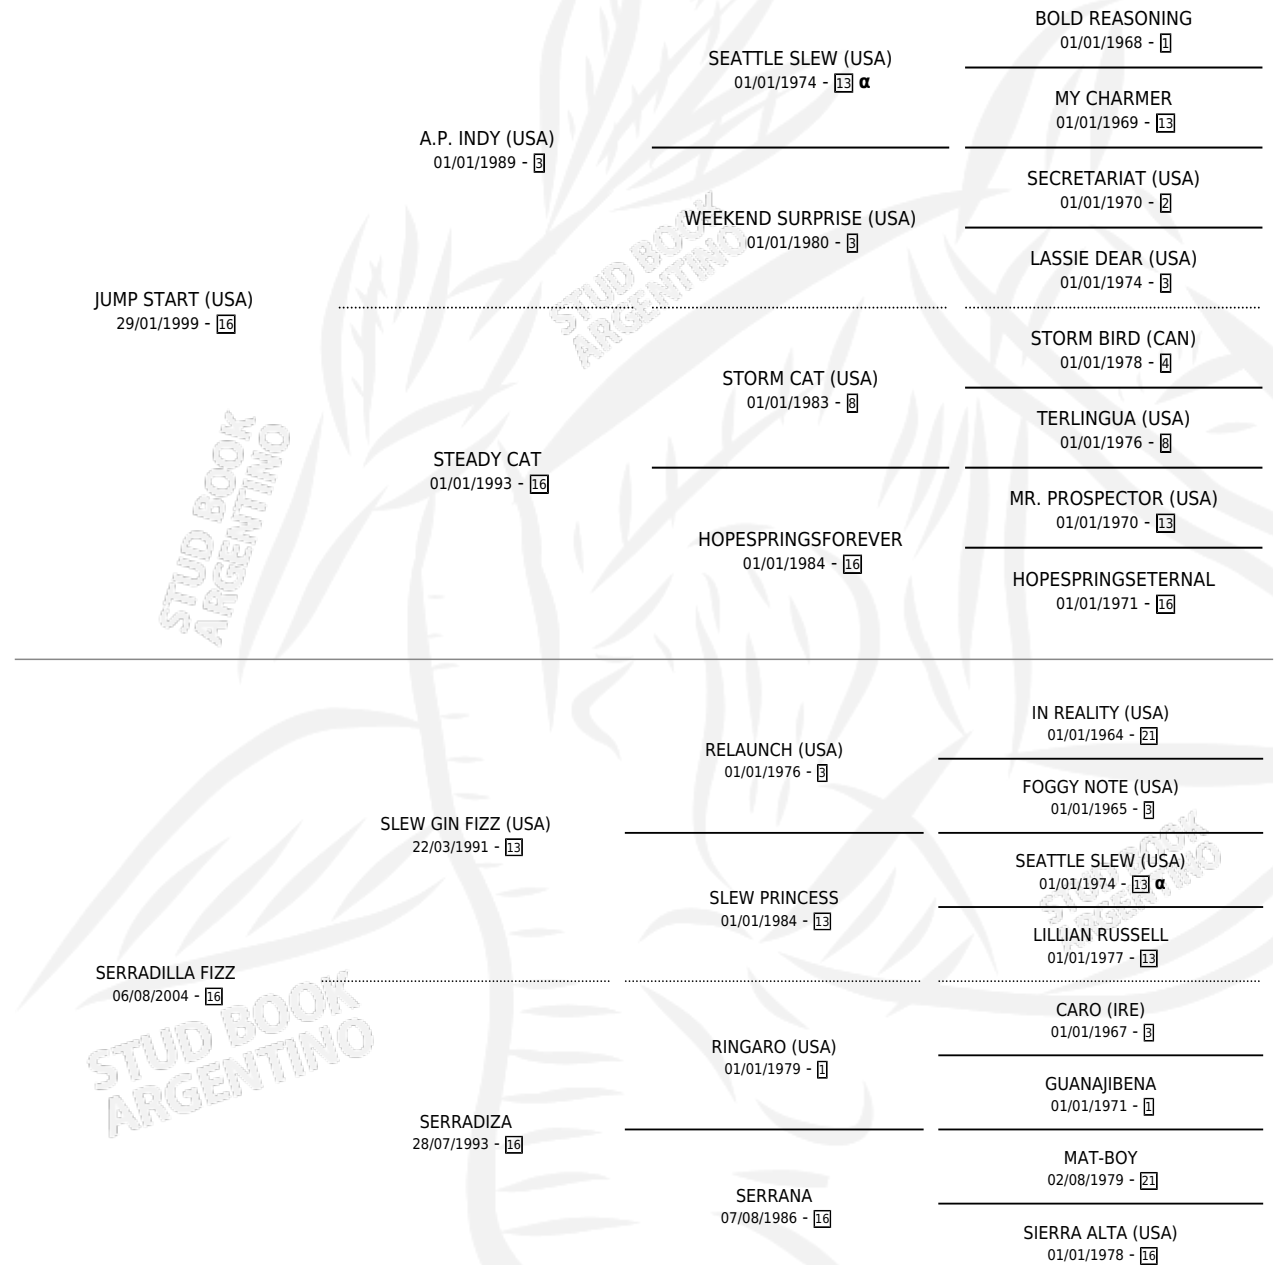 BOLD REASONING
01/01/1968 - 1
SEATTLE SLEW (USA)
01/01/1974 - 13 α
MY CHARMER
01/01/1969 - 13
A.P. INDY (USA)
01/01/1989 - 3
SECRETARIAT (USA)
01/01/1970 - 2
WEEKEND SURPRISE (USA)
01/01/1980 - 3
LASSIE DEAR (USA)
01/01/1974 - 3
JUMP START (USA)
29/01/1999 - 16
STORM BIRD (CAN)
01/01/1978 - 4
STORM CAT (USA)
01/01/1983 - 8
TERLINGUA (USA)
01/01/1976 - 8
STEADY CAT
01/01/1993 - 16
MR. PROSPECTOR (USA)
01/01/1970 - 13
HOPESPRINGSFOREVER
01/01/1984 - 16
HOPESPRINGSETERNAL
01/01/1971 - 16
IN REALITY (USA)
01/01/1964 - 21
RELAUNCH (USA)
01/01/1976 - 3
FOGGY NOTE (USA)
01/01/1965 - 3
SLEW GIN FIZZ (USA)
22/03/1991 - 13
SEATTLE SLEW (USA)
01/01/1974 - 13 α
SLEW PRINCESS
01/01/1984 - 13
LILLIAN RUSSELL
01/01/1977 - 13
SERRADILLA FIZZ
06/08/2004 - 16
CARO (IRE)
01/01/1967 - 3
RINGARO (USA)
01/01/1979 - 1
GUANAJIBENA
01/01/1971 - 1
SERRADIZA
28/07/1993 - 16
MAT-BOY
02/08/1979 - 21
SERRANA
07/08/1986 - 16
SIERRA ALTA (USA)
01/01/1978 - 16
STUD BOOK
ARGENTINO
STUD BOOK
ARGENTINO
STUD BOOK
ARGENTINO
STUD BOOK
ARGENTINO